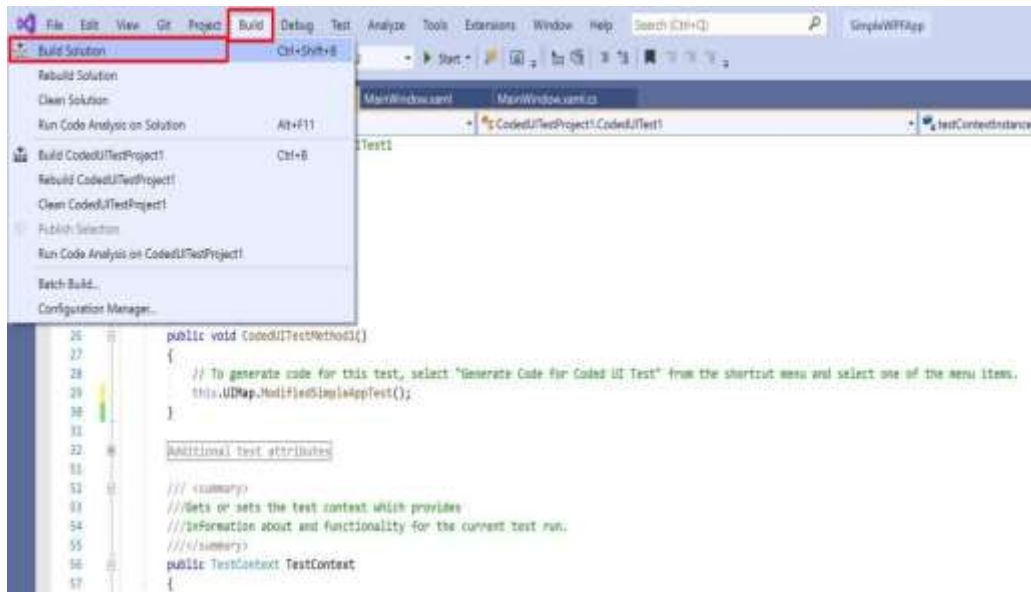 File Edit View Git Project Build Debug Test Analyze Tools Extensions Window Help Search (Ctrl+Q) SimpleWPFApp
Build Solution Ctrl+Shift+B
Start
Rebuild Solution
Clean Solution
MainWindow.xaml MainWindow.xaml.cs
Run Code Analysis on Solution Alt+F11
CodedUITestProject1.CodedUITest1 testContextInstance
ITest1
Build CodedUITestProject1 Ctrl+B
Rebuild CodedUITestProject1
Clean CodedUITestProject1
Publish Selection
Run Code Analysis on CodedUITestProject1
Batch Build...
Configuration Manager...
26 public void CodedUITestMethod1()
27 {
28 // To generate code for this test, select "Generate Code for Coded UI Test" from the shortcut menu and select one of the menu items.
29 this.UIMap.ModifiedSimpleAppTest();
30 }
31
32 Additional test attributes
51
52 /// <summary>
53 ///Gets or sets the test context which provides
54 ///information about and functionality for the current test run.
55 ///</summary>
56 public TestContext TestContext
57 {